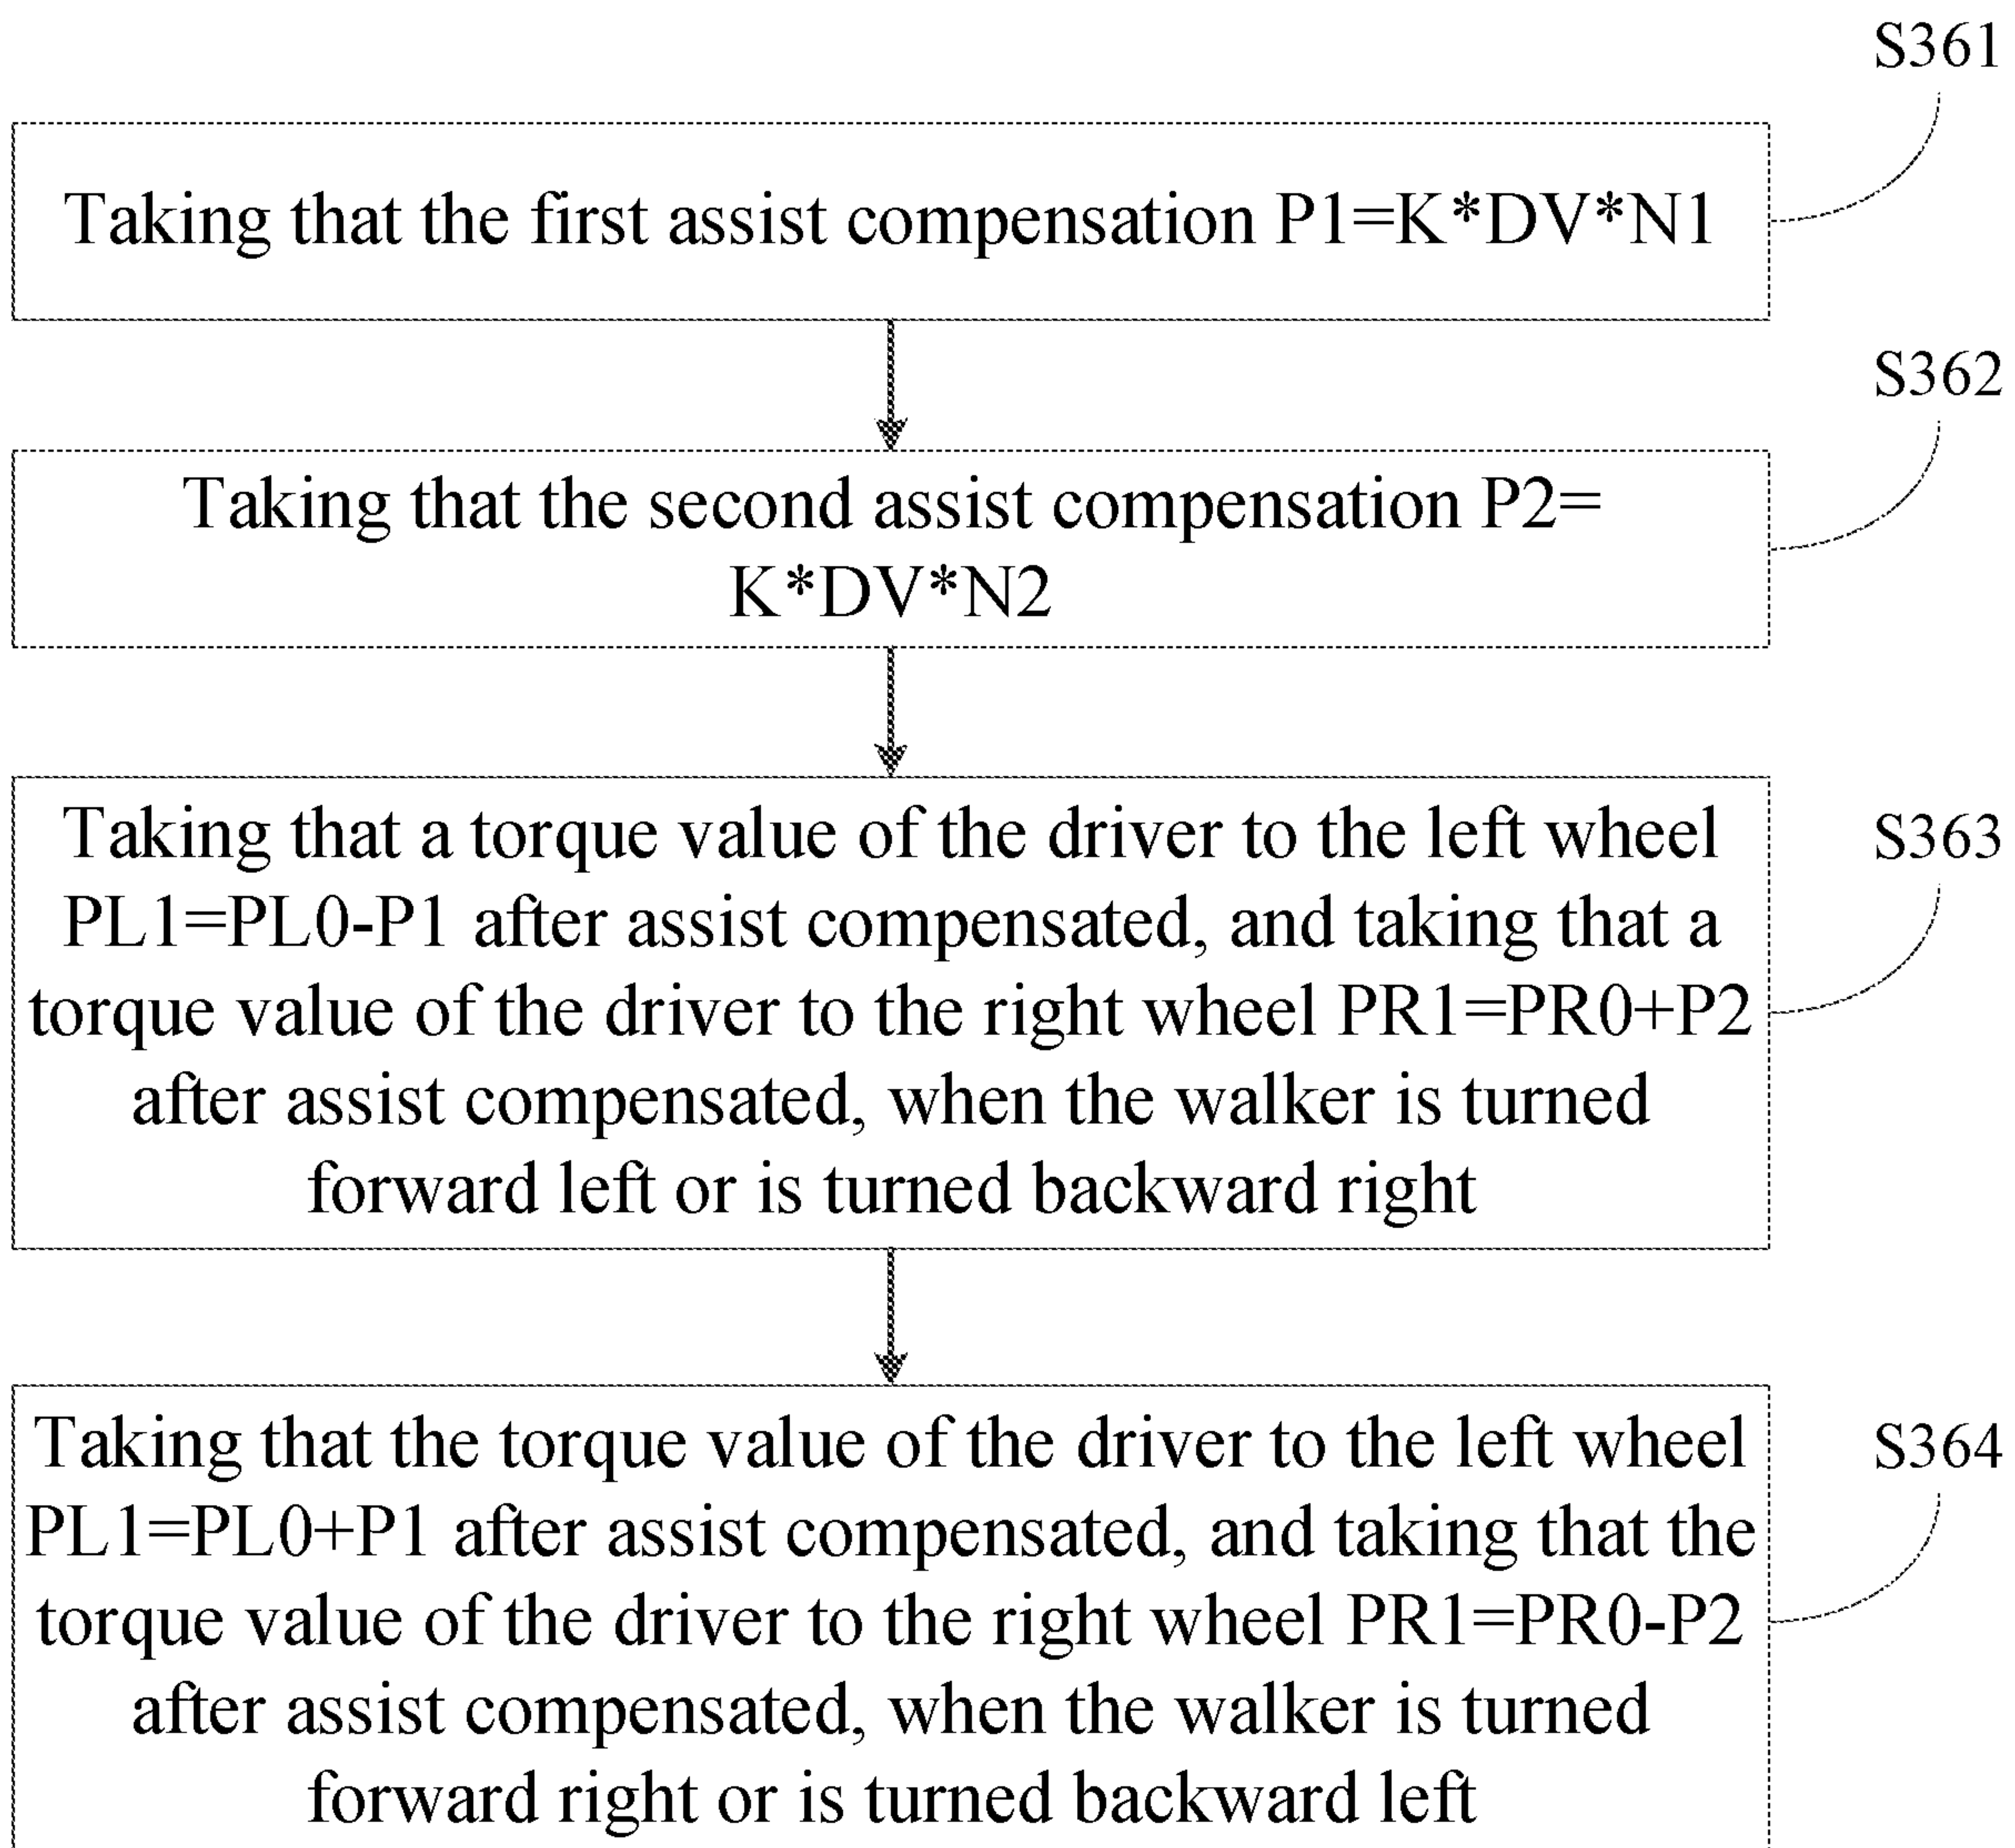 S361
Taking that the first assist compensation P1=K*DV*N1
S362
Taking that the second assist compensation P2=
K*DV*N2
Taking that a torque value of the driver to the left wheel
S363
PL1=PL0-P1 after assist compensated, and taking that a
torque value of the driver to the right wheel PR1=PR0+P2
after assist compensated, when the walker is turned
forward left or is turned backward right
Taking that the torque value of the driver to the left wheel
S364
PL1=PL0+P1 after assist compensated, and taking that the
torque value of the driver to the right wheel PR1=PR0-P2
after assist compensated, when the walker is turned
forward right or is turned backward left